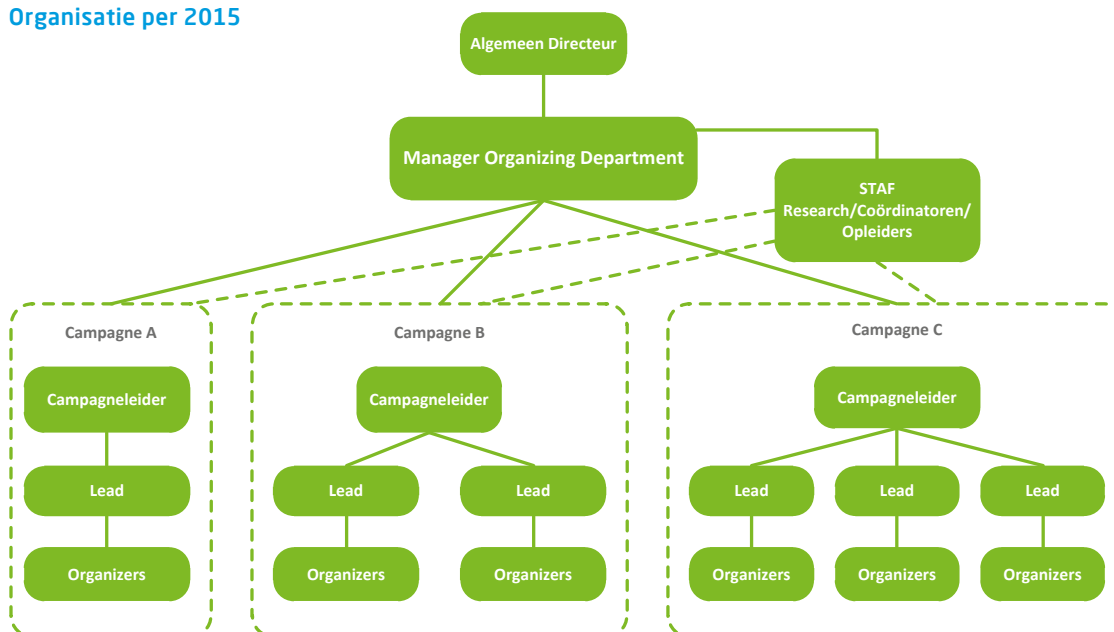 Organisatie per 2015
Algemeen Directeur
Manager Organizing Department
STAF
Research/Coördinatoren/
Opleiders
Campagne A
Campagne B
Campagne C
Campagneleider
Campagneleider
Campagneleider
Lead
Lead
Lead
Lead
Lead
Lead
Organizers
Organizers
Organizers
Organizers
Organizers
Organizers